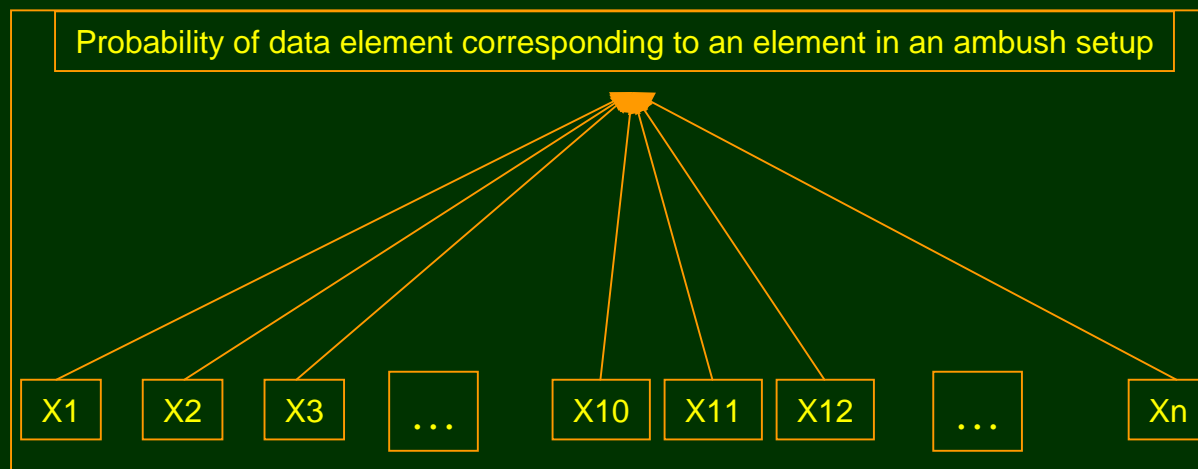 Probability of data element corresponding to an element in an ambush setup
X1 X2 X3 ... X10 X11 X12 ... Xn